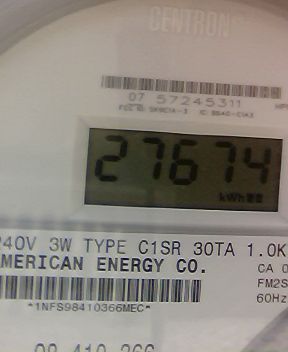 CENTRON
07 57245311
27674
kWh
240V 3W TYPE C1SR 30TA 1.0K
AMERICAN ENERGY CO.
CA 0
FM2S
60Hz
*1NFS98410366MEC*